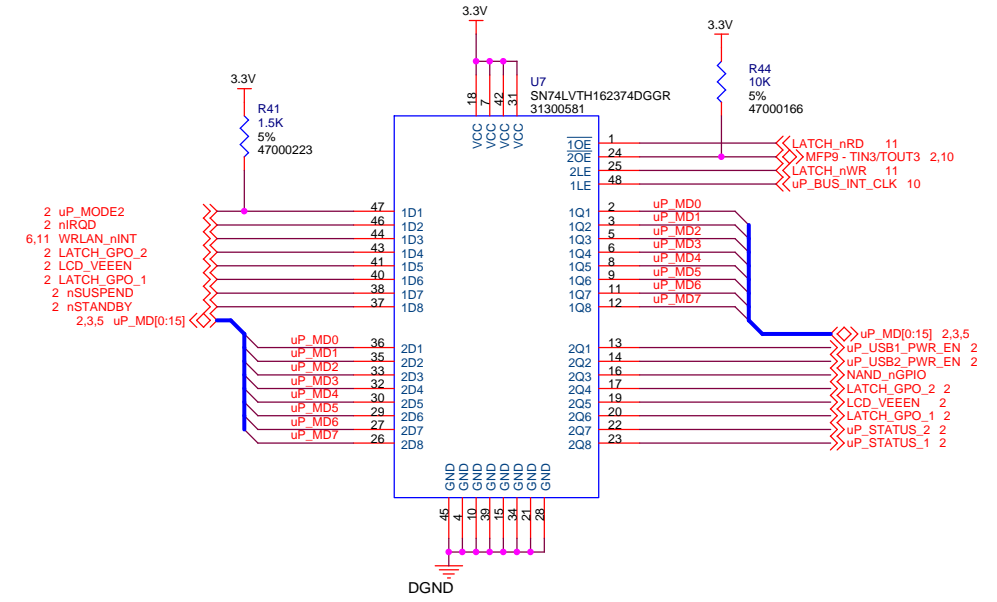 3.3V
3.3V
3.3V
R41
1.5K
5%
47000223
R44
10K
5%
47000166
U7
SN74LVTH162374DGGR
31300581
18
7
42
31
VCC
VCC
VCC
VCC
1OE 1 LATCH_nRD 11
2OE 24 MFP9 - TIN3/TOUT3 2,10
2LE 25 LATCH_nWR 11
1LE 48 uP_BUS_INT_CLK 10
2 uP_MODE2 47 1D1
2 nIRQD 46 1D2
6,11 WRLAN_nINT 44 1D3
2 LATCH_GPO_2 43 1D4
2 LCD_VEEEN 41 1D5
2 LATCH_GPO_1 40 1D6
2 nSUSPEND 38 1D7
2 nSTANDBY 37 1D8
2,3,5 uP_MD[0:15]
1Q1 2 uP_MD0
1Q2 3 uP_MD1
1Q3 5 uP_MD2
1Q4 6 uP_MD3
1Q5 8 uP_MD4
1Q6 9 uP_MD5
1Q7 11 uP_MD6
1Q8 12 uP_MD7
uP_MD[0:15] 2,3,5
uP_MD0 36 2D1
uP_MD1 35 2D2
uP_MD2 33 2D3
uP_MD3 32 2D4
uP_MD4 30 2D5
uP_MD5 29 2D6
uP_MD6 27 2D7
uP_MD7 26 2D8
2Q1 13 uP_USB1_PWR_EN 2
2Q2 14 uP_USB2_PWR_EN 2
2Q3 16 NAND_nGPIO
2Q4 17 LATCH_GPO_2 2
2Q5 19 LCD_VEEEN 2
2Q6 20 LATCH_GPO_1 2
2Q7 22 uP_STATUS_2 2
2Q8 23 uP_STATUS_1 2
GND
GND
GND
GND
GND
GND
GND
GND
45
4
10
39
15
34
21
28
DGND